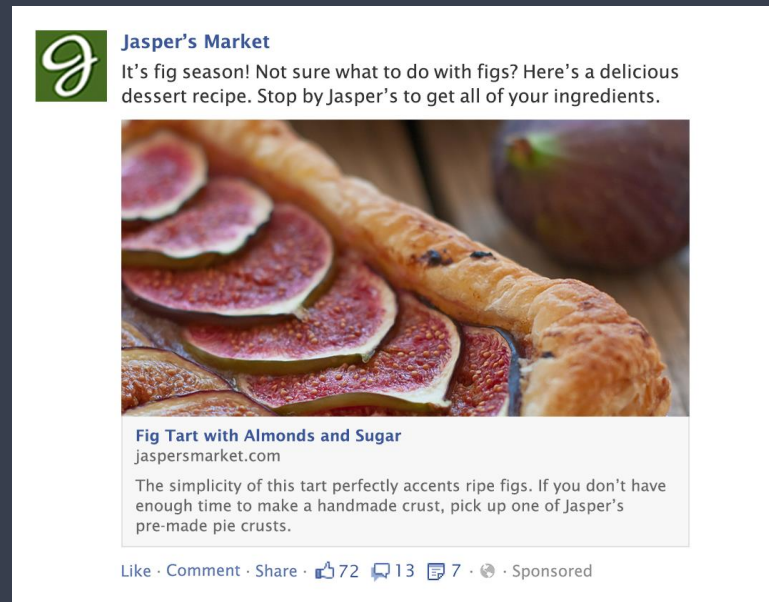 Jasper’s Market
It’s fig season! Not sure what to do with figs? Here’s a delicious
dessert recipe. Stop by Jasper’s to get all of your ingredients.
Fig Tart with Almonds and Sugar
jaspersmarket.com
The simplicity of this tart perfectly accents ripe figs. If you don’t have
enough time to make a handmade crust, pick up one of Jasper’s
pre-made pie crusts.
Like · Comment · Share · 72 13 7 · · Sponsored